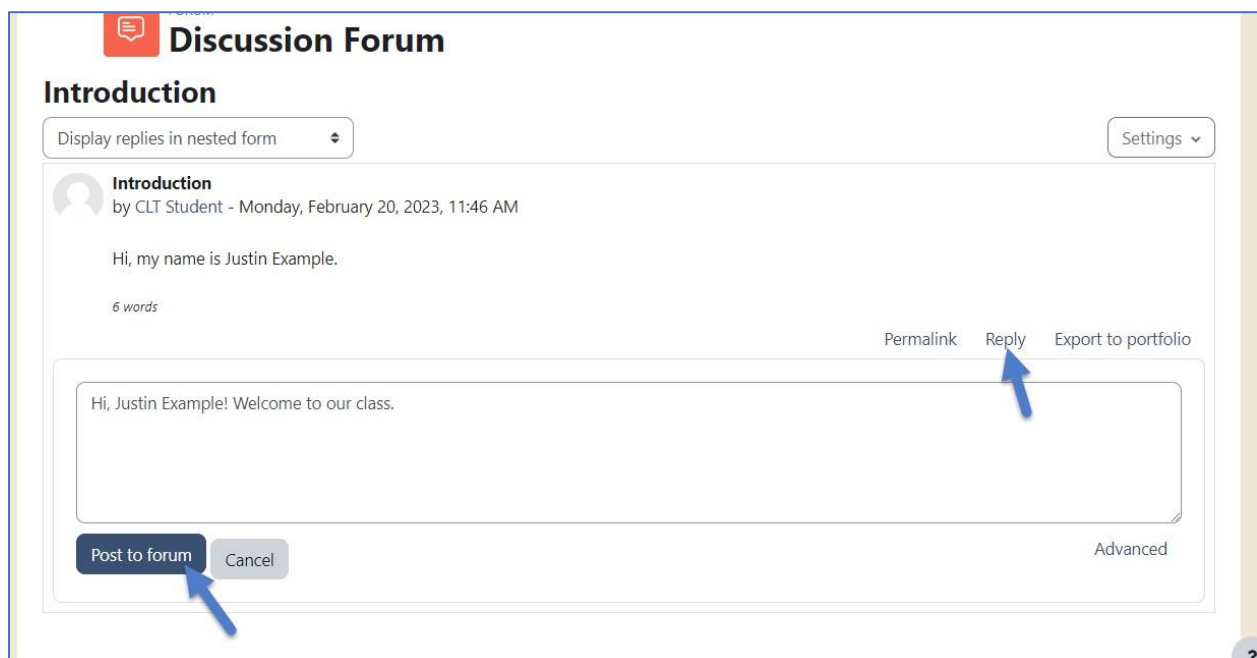 Discussion Forum
Introduction
Display replies in nested form
Settings
Introduction
by CLT Student - Monday, February 20, 2023, 11:46 AM
Hi, my name is Justin Example.
6 words
Permalink Reply Export to portfolio
Hi, Justin Example! Welcome to our class.
Post to forum Cancel Advanced